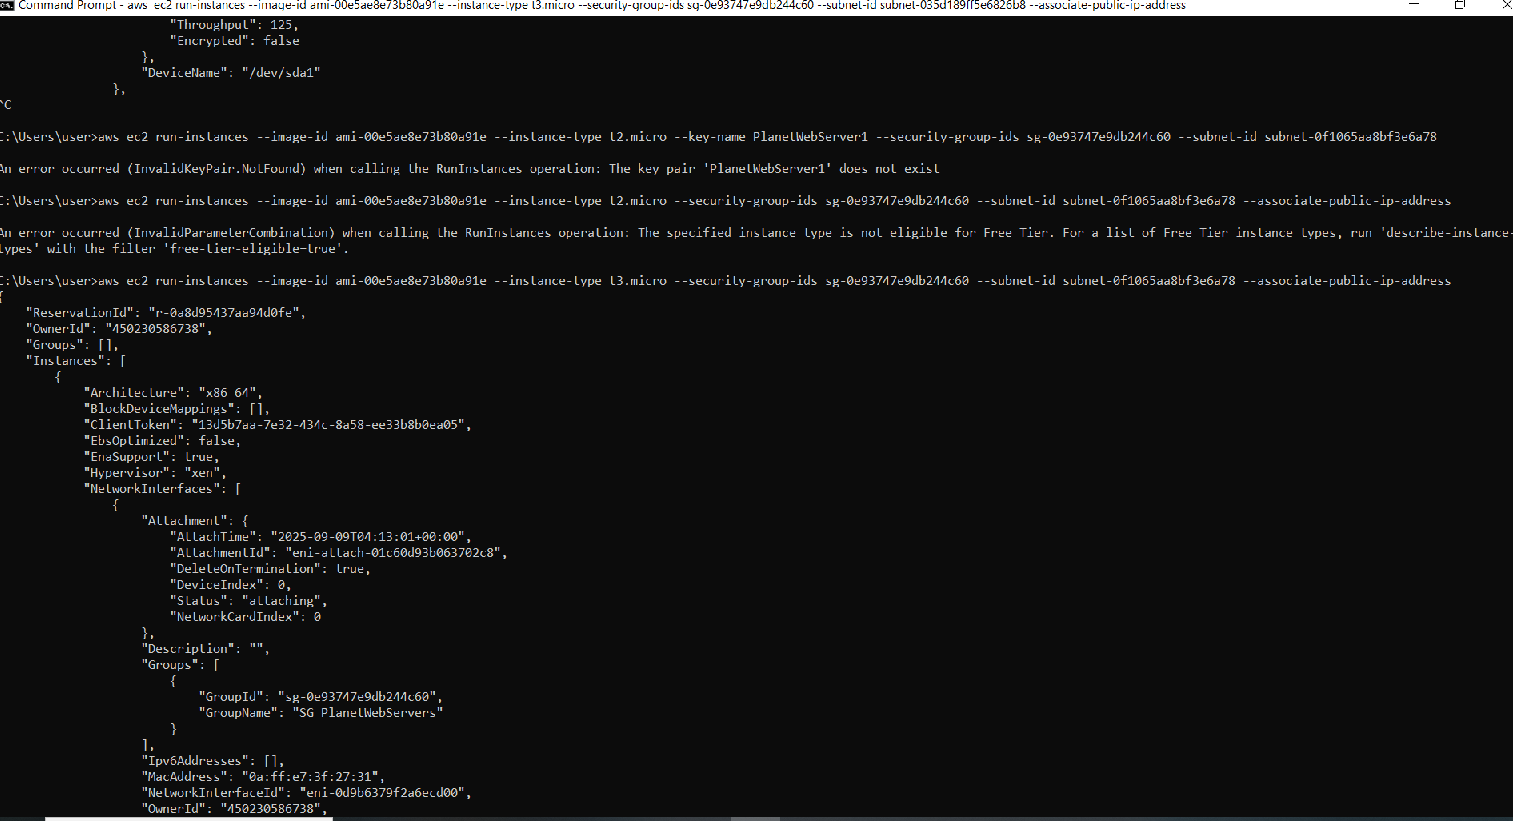 Command Prompt - aws  ec2 run-instances --image-id ami-00e5ae8e73b80a91e --instance-type t3.micro --security-group-ids sg-0e93747e9db244c60 --subnet-id subnet-035d189ff5e6826b8 --associate-public-ip-address
"Throughput": 125,
"Encrypted": false
},
"DeviceName": "/dev/sda1"
},
^C
C:\Users\user>aws ec2 run-instances --image-id ami-00e5ae8e73b80a91e --instance-type t2.micro --key-name PlanetWebServer1 --security-group-ids sg-0e93747e9db244c60 --subnet-id subnet-0f1065aa8bf3e6a78
An error occurred (InvalidKeyPair.NotFound) when calling the RunInstances operation: The key pair 'PlanetWebServer1' does not exist
C:\Users\user>aws ec2 run-instances --image-id ami-00e5ae8e73b80a91e --instance-type t2.micro --security-group-ids sg-0e93747e9db244c60 --subnet-id subnet-0f1065aa8bf3e6a78 --associate-public-ip-address
An error occurred (InvalidParameterCombination) when calling the RunInstances operation: The specified instance type is not eligible for Free Tier. For a list of Free Tier instance types, run 'describe-instance-
types' with the filter 'free-tier-eligible=true'.
C:\Users\user>aws ec2 run-instances --image-id ami-00e5ae8e73b80a91e --instance-type t3.micro --security-group-ids sg-0e93747e9db244c60 --subnet-id subnet-0f1065aa8bf3e6a78 --associate-public-ip-address
{
"ReservationId": "r-0a8d95437aa94d0fe",
"OwnerId": "450230586738",
"Groups": [],
"Instances": [
{
"Architecture": "x86_64",
"BlockDeviceMappings": [],
"ClientToken": "13d5b7aa-7e32-434c-8a58-ee33b8b0ea05",
"EbsOptimized": false,
"EnaSupport": true,
"Hypervisor": "xen",
"NetworkInterfaces": [
{
"Attachment": {
"AttachTime": "2025-09-09T04:13:01+00:00",
"AttachmentId": "eni-attach-01c60d93b063702c8",
"DeleteOnTermination": true,
"DeviceIndex": 0,
"Status": "attaching",
"NetworkCardIndex": 0
},
"Description": "",
"Groups": [
{
"GroupId": "sg-0e93747e9db244c60",
"GroupName": "SG_PlanetWebServers"
}
],
"Ipv6Addresses": [],
"MacAddress": "0a:ff:e7:3f:27:31",
"NetworkInterfaceId": "eni-0d9b6379f2a6ecd00",
"OwnerId": "450230586738",